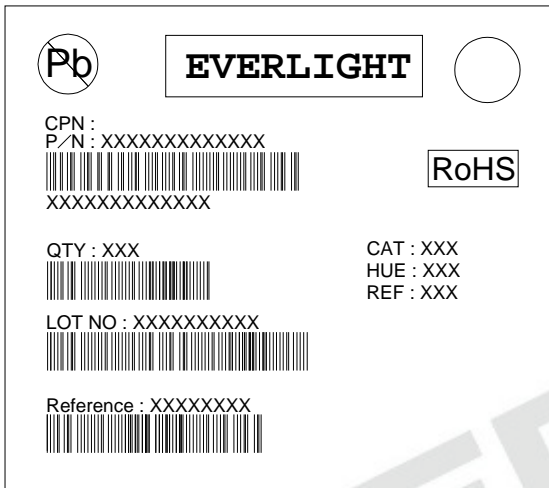 Pb
EVERLIGHT
CPN :
P/N : XXXXXXXXXXXXX
RoHS
XXXXXXXXXXXXX
QTY : XXX
CAT : XXX
HUE : XXX
REF : XXX
LOT NO : XXXXXXXXXX
Reference : XXXXXXXX